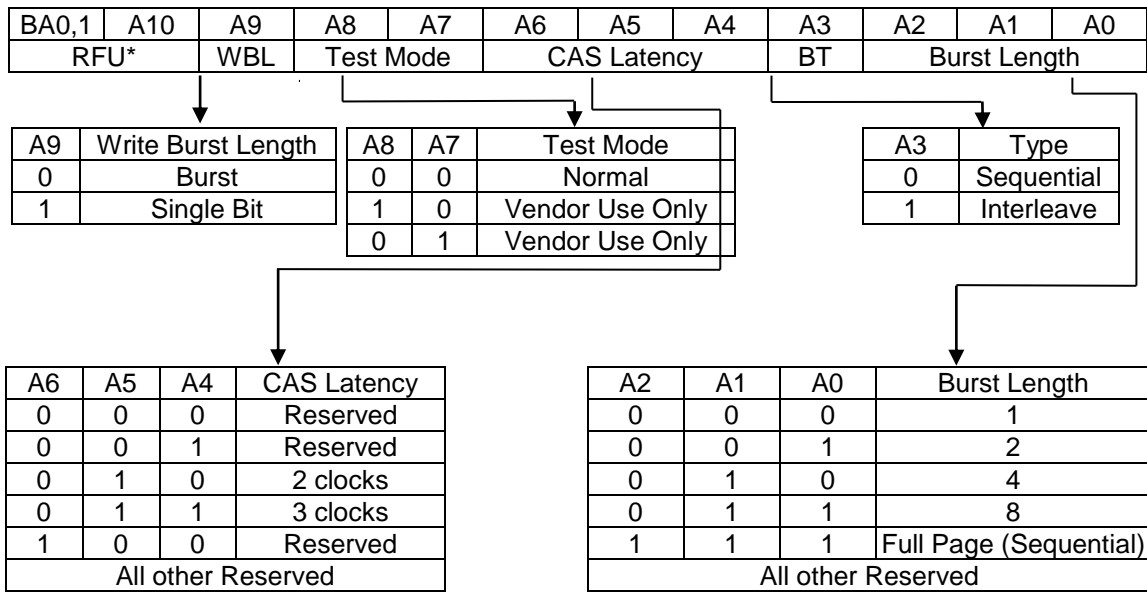 BA0,1 A10 A9 A8 A7 A6 A5 A4 A3 A2 A1 A0
RFU* WBL Test Mode CAS Latency BT Burst Length
A9 Write Burst Length
0 Burst
1 Single Bit
A8 A7 Test Mode
0 0 Normal
1 0 Vendor Use Only
0 1 Vendor Use Only
A3 Type
0 Sequential
1 Interleave
A6 A5 A4 CAS Latency
0 0 0 Reserved
0 0 1 Reserved
0 1 0 2 clocks
0 1 1 3 clocks
1 0 0 Reserved
All other Reserved
A2 A1 A0 Burst Length
0 0 0 1
0 0 1 2
0 1 0 4
0 1 1 8
1 1 1 Full Page (Sequential)
All other Reserved